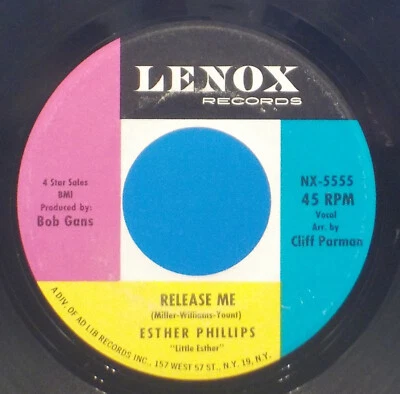 LENOX
RECORDS
4 Star Sales
BMI
Produced by:
Bob Gans
NX-5555
45 RPM
Vocal
Arr. by
Cliff Parman
RELEASE ME
(Miller-Williams-Yount)
ESTHER PHILLIPS
"Little Esther"
A DIV. OF AD LIB RECORDS INC., 157 WEST 57 ST., N.Y. 19, N.Y.